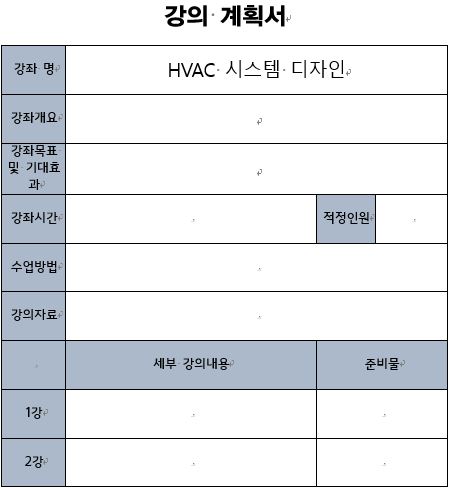 강의 계획서
강좌 명
HVAC 시스템 디자인
강좌개요
강좌목표
및 기대효
과
강좌시간
적정인원
수업방법
강의자료
세부 강의내용
준비물
1강
2강